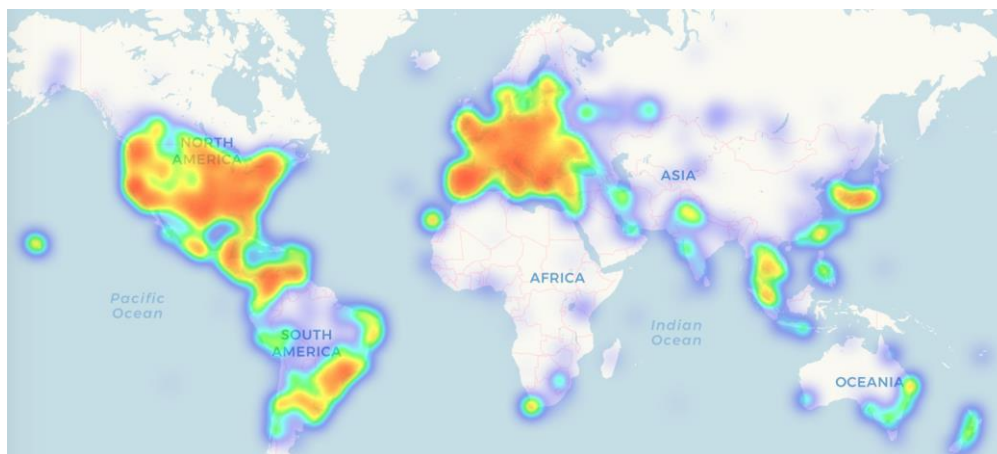 NORTH
AMERICA
ASIA
AFRICA
Pacific
Ocean
Indian
Ocean
SOUTH
AMERICA
OCEANIA